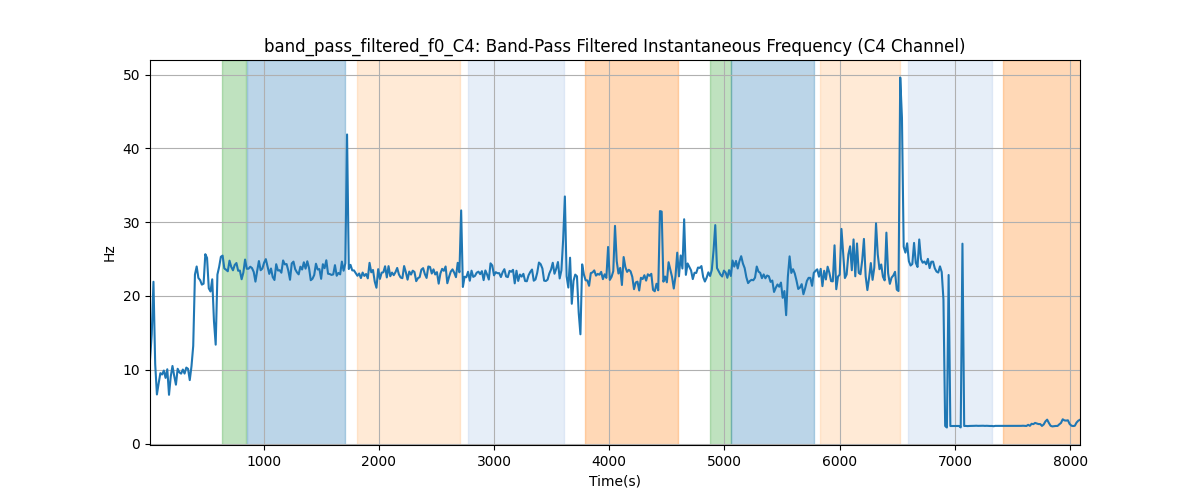 band_pass_filtered_f0_C4: Band-Pass Filtered Instantaneous Frequency (C4 Channel)
50
40
30
20
10
0
Hz
1000 2000 3000 4000 5000 6000 7000 8000
Time(s)